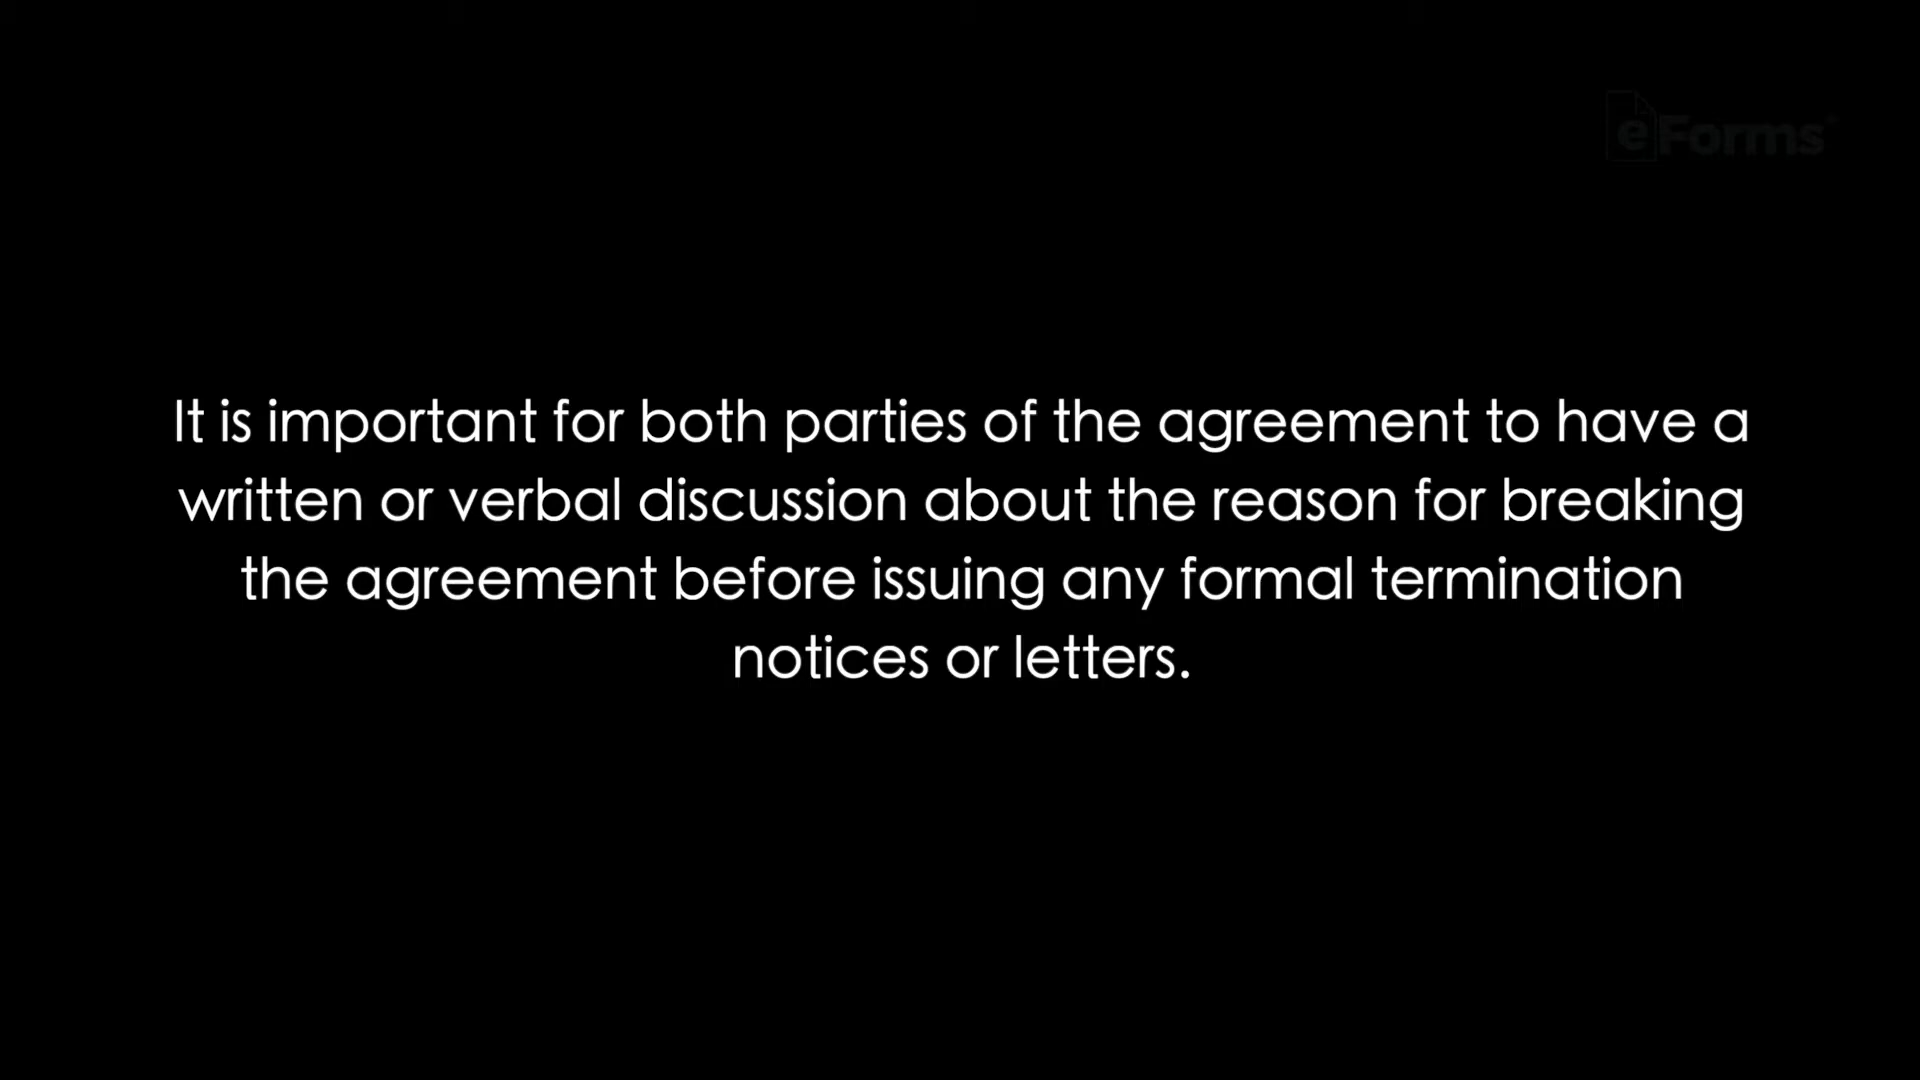 eForms
It is important for both parties of the agreement to have a
written or verbal discussion about the reason for breaking
the agreement before issuing any formal termination
notices or letters.